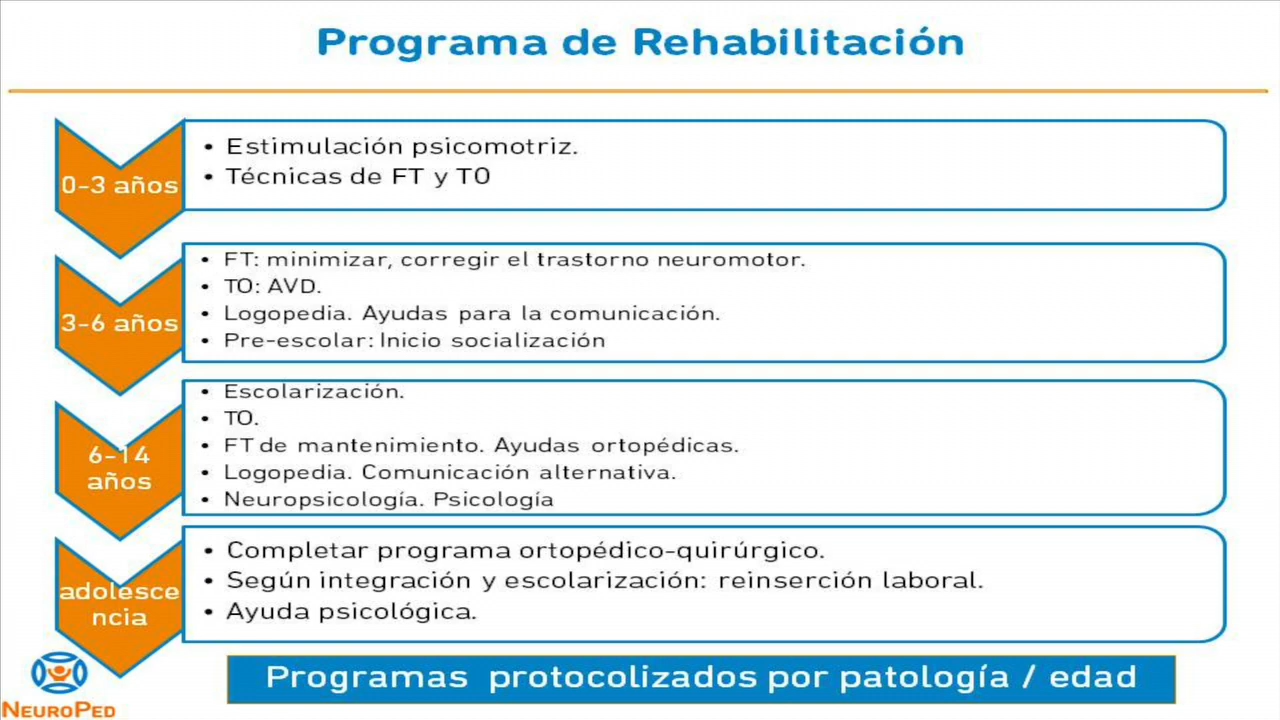 Programa de Rehabilitación
0-3 años
• Estimulación psicomotriz.
• Técnicas de FT y TO
3-6 años
• FT: minimizar, corregir el trastorno neuromotor.
• TO: AVD.
• Logopedia. Ayudas para la comunicación.
• Pre-escolar: Inicio socialización
6-14
años
• Escolarización.
• TO.
• FT de mantenimiento. Ayudas ortopédicas.
• Logopedia. Comunicación alternativa.
• Neuropsicología. Psicología
adolesce
ncia
• Completar programa ortopédico-quirúrgico.
• Según integración y escolarización: reinserción laboral.
• Ayuda psicológica.
Programas protocolizados por patología / edad
NEUROPED